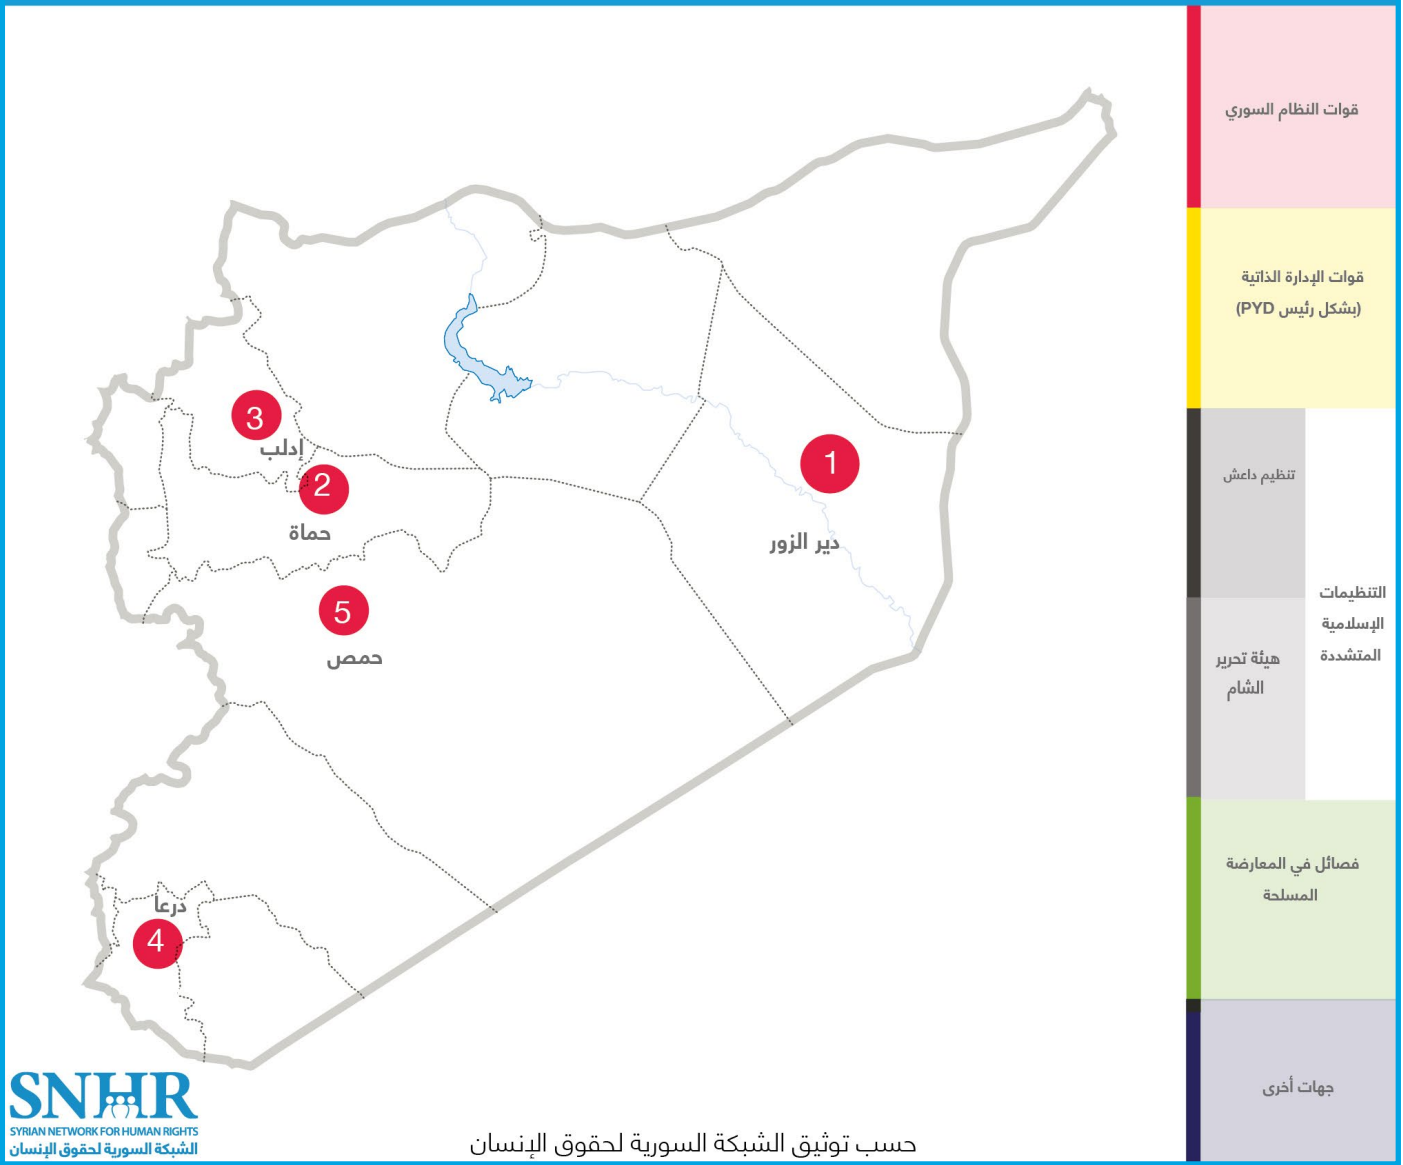 قوات النظام السوري
قوات الإدارة الذاتية
(بشكل رئيس PYD)
تنظيم داعش
التنظيمات
الإسلامية
المتشددة
هيئة تحرير
الشام
فصائل في المعارضة
المسلحة
جهات أخرى
3
إدلب
2
حماة
1
دير الزور
5
حمص
درعا
4
SNHR
SYRIAN NETWORK FOR HUMAN RIGHTS
الشبكة السورية لحقوق الإنسان
حسب توثيق الشبكة السورية لحقوق الإنسان